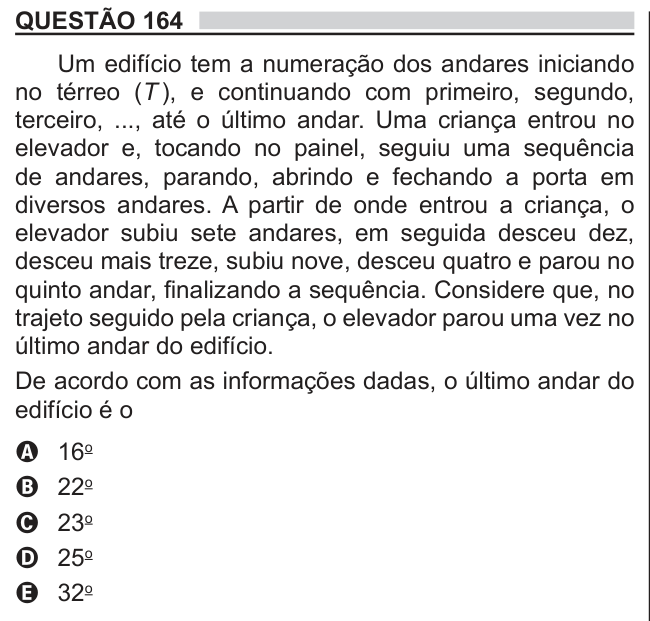 QUESTÃO 164
Um edifício tem a numeração dos andares iniciando
no térreo (T), e continuando com primeiro, segundo,
terceiro, ..., até o último andar. Uma criança entrou no
elevador e, tocando no painel, seguiu uma sequência
de andares, parando, abrindo e fechando a porta em
diversos andares. A partir de onde entrou a criança, o
elevador subiu sete andares, em seguida desceu dez,
desceu mais treze, subiu nove, desceu quatro e parou no
quinto andar, finalizando a sequência. Considere que, no
trajeto seguido pela criança, o elevador parou uma vez no
último andar do edifício.
De acordo com as informações dadas, o último andar do
edifício é o
A 16º
B 22º
C 23º
D 25º
E 32º